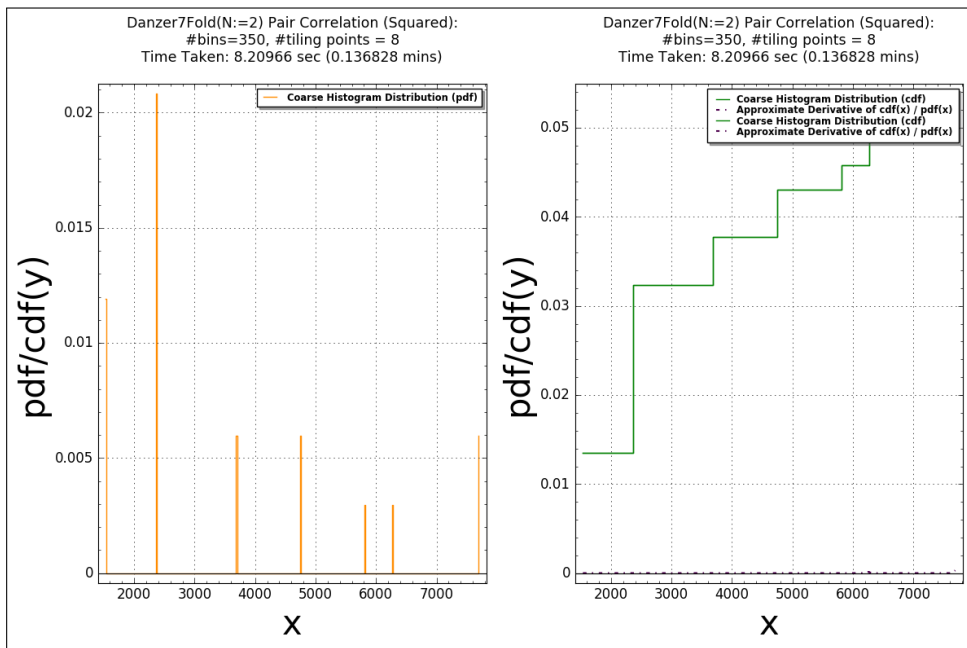 Danzer7Fold(N:=2) Pair Correlation (Squared):
#bins=350, #tiling points = 8
Time Taken: 8.20966 sec (0.136828 mins)
Coarse Histogram Distribution (pdf)
0.02
0.015
0.01
0.005
0
pdf/cdf(y)
2000 3000 4000 5000 6000 7000
x
Danzer7Fold(N:=2) Pair Correlation (Squared):
#bins=350, #tiling points = 8
Time Taken: 8.20966 sec (0.136828 mins)
Coarse Histogram Distribution (cdf)
Approximate Derivative of cdf(x) / pdf(x)
Coarse Histogram Distribution (cdf)
Approximate Derivative of cdf(x) / pdf(x)
0.05
0.04
0.03
0.02
0.01
0
pdf/cdf(y)
2000 3000 4000 5000 6000 7000
x